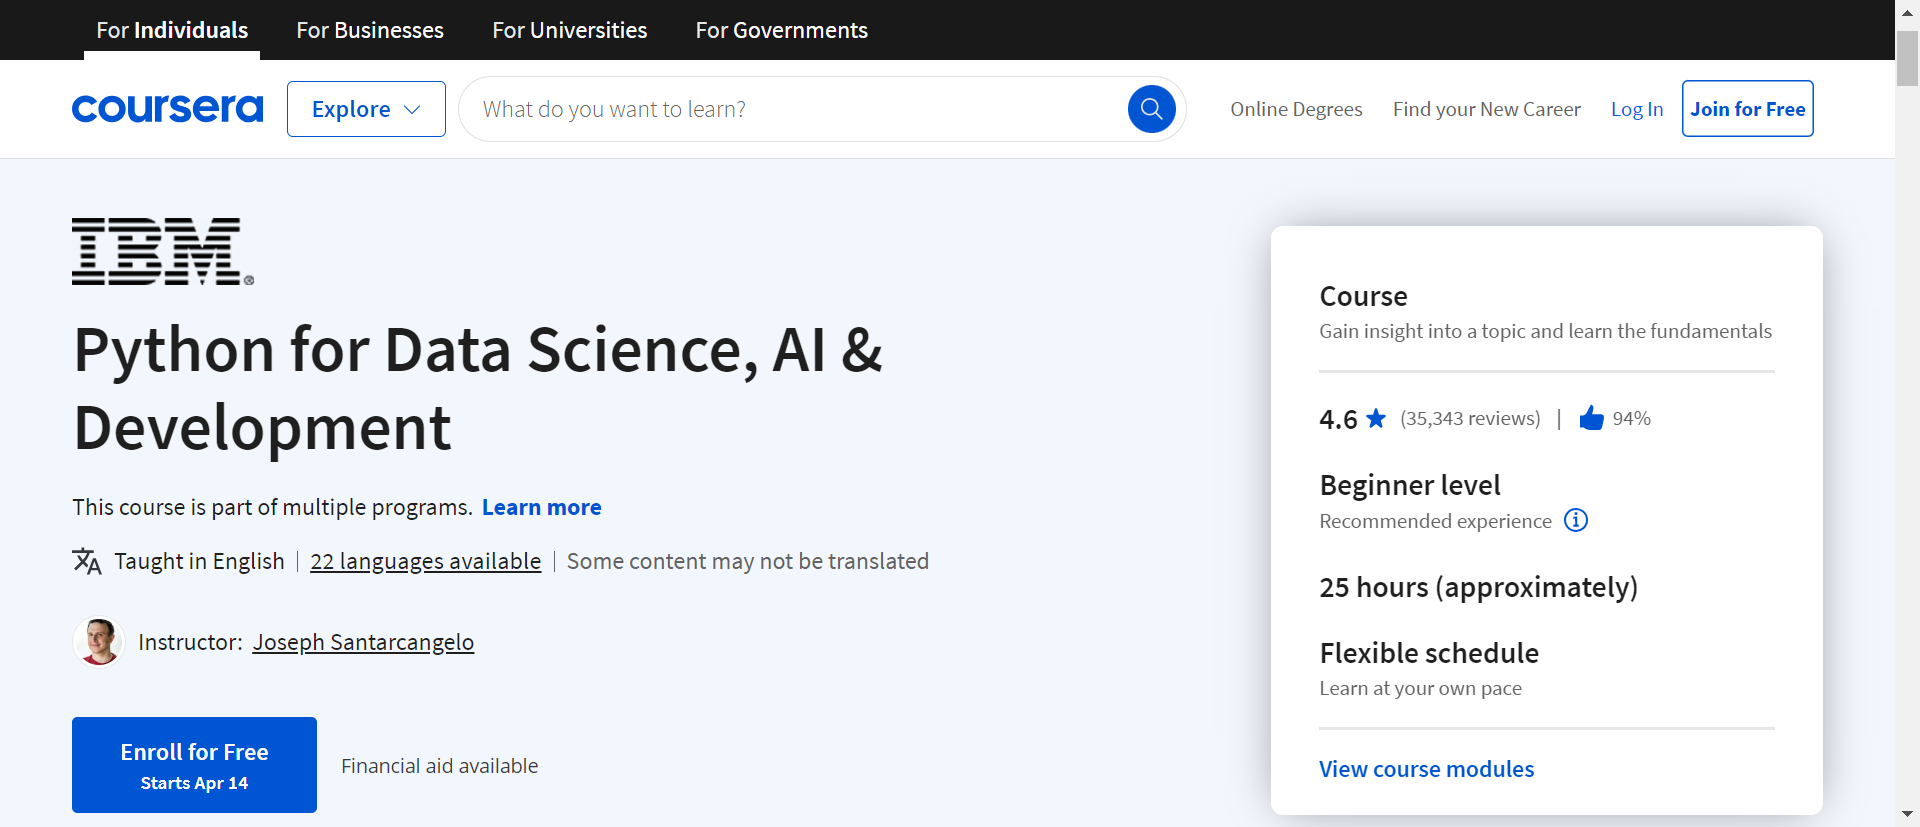 For Individuals For Businesses For Universities For Governments
coursera Explore What do you want to learn? Online Degrees Find your New Career Log In Join for Free
IBM®
Python for Data Science, AI &
Development
This course is part of multiple programs. Learn more
Taught in English | 22 languages available | Some content may not be translated
Instructor: Joseph Santarcangelo
Enroll for Free
Starts Apr 14
Financial aid available
Course
Gain insight into a topic and learn the fundamentals
4.6 ★ (35,343 reviews) | 94%
Beginner level
Recommended experience
25 hours (approximately)
Flexible schedule
Learn at your own pace
View course modules